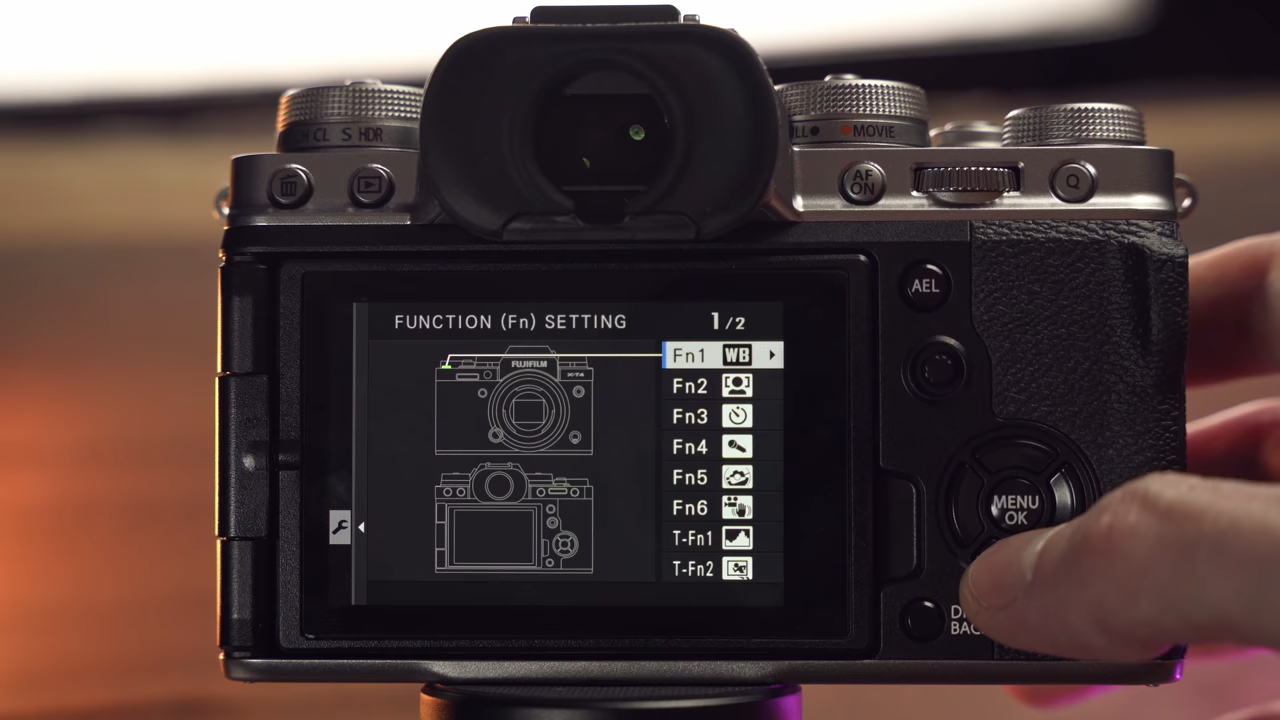 CL S HDR
MOVIE
AF
ON
Q
AEL
FUNCTION (Fn) SETTING 1/2
FUJIFILM
X-T4
Fn1 WB
Fn2
Fn3
Fn4
Fn5
Fn6
T-Fn1
T-Fn2
MENU
OK